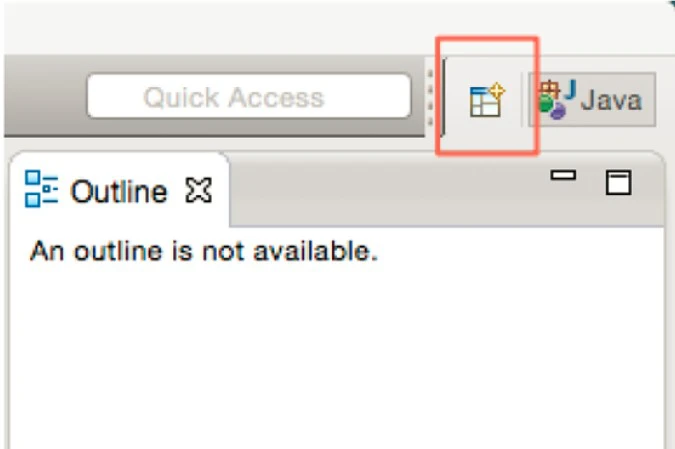 Quick Access
Java
Outline
An outline is not available.